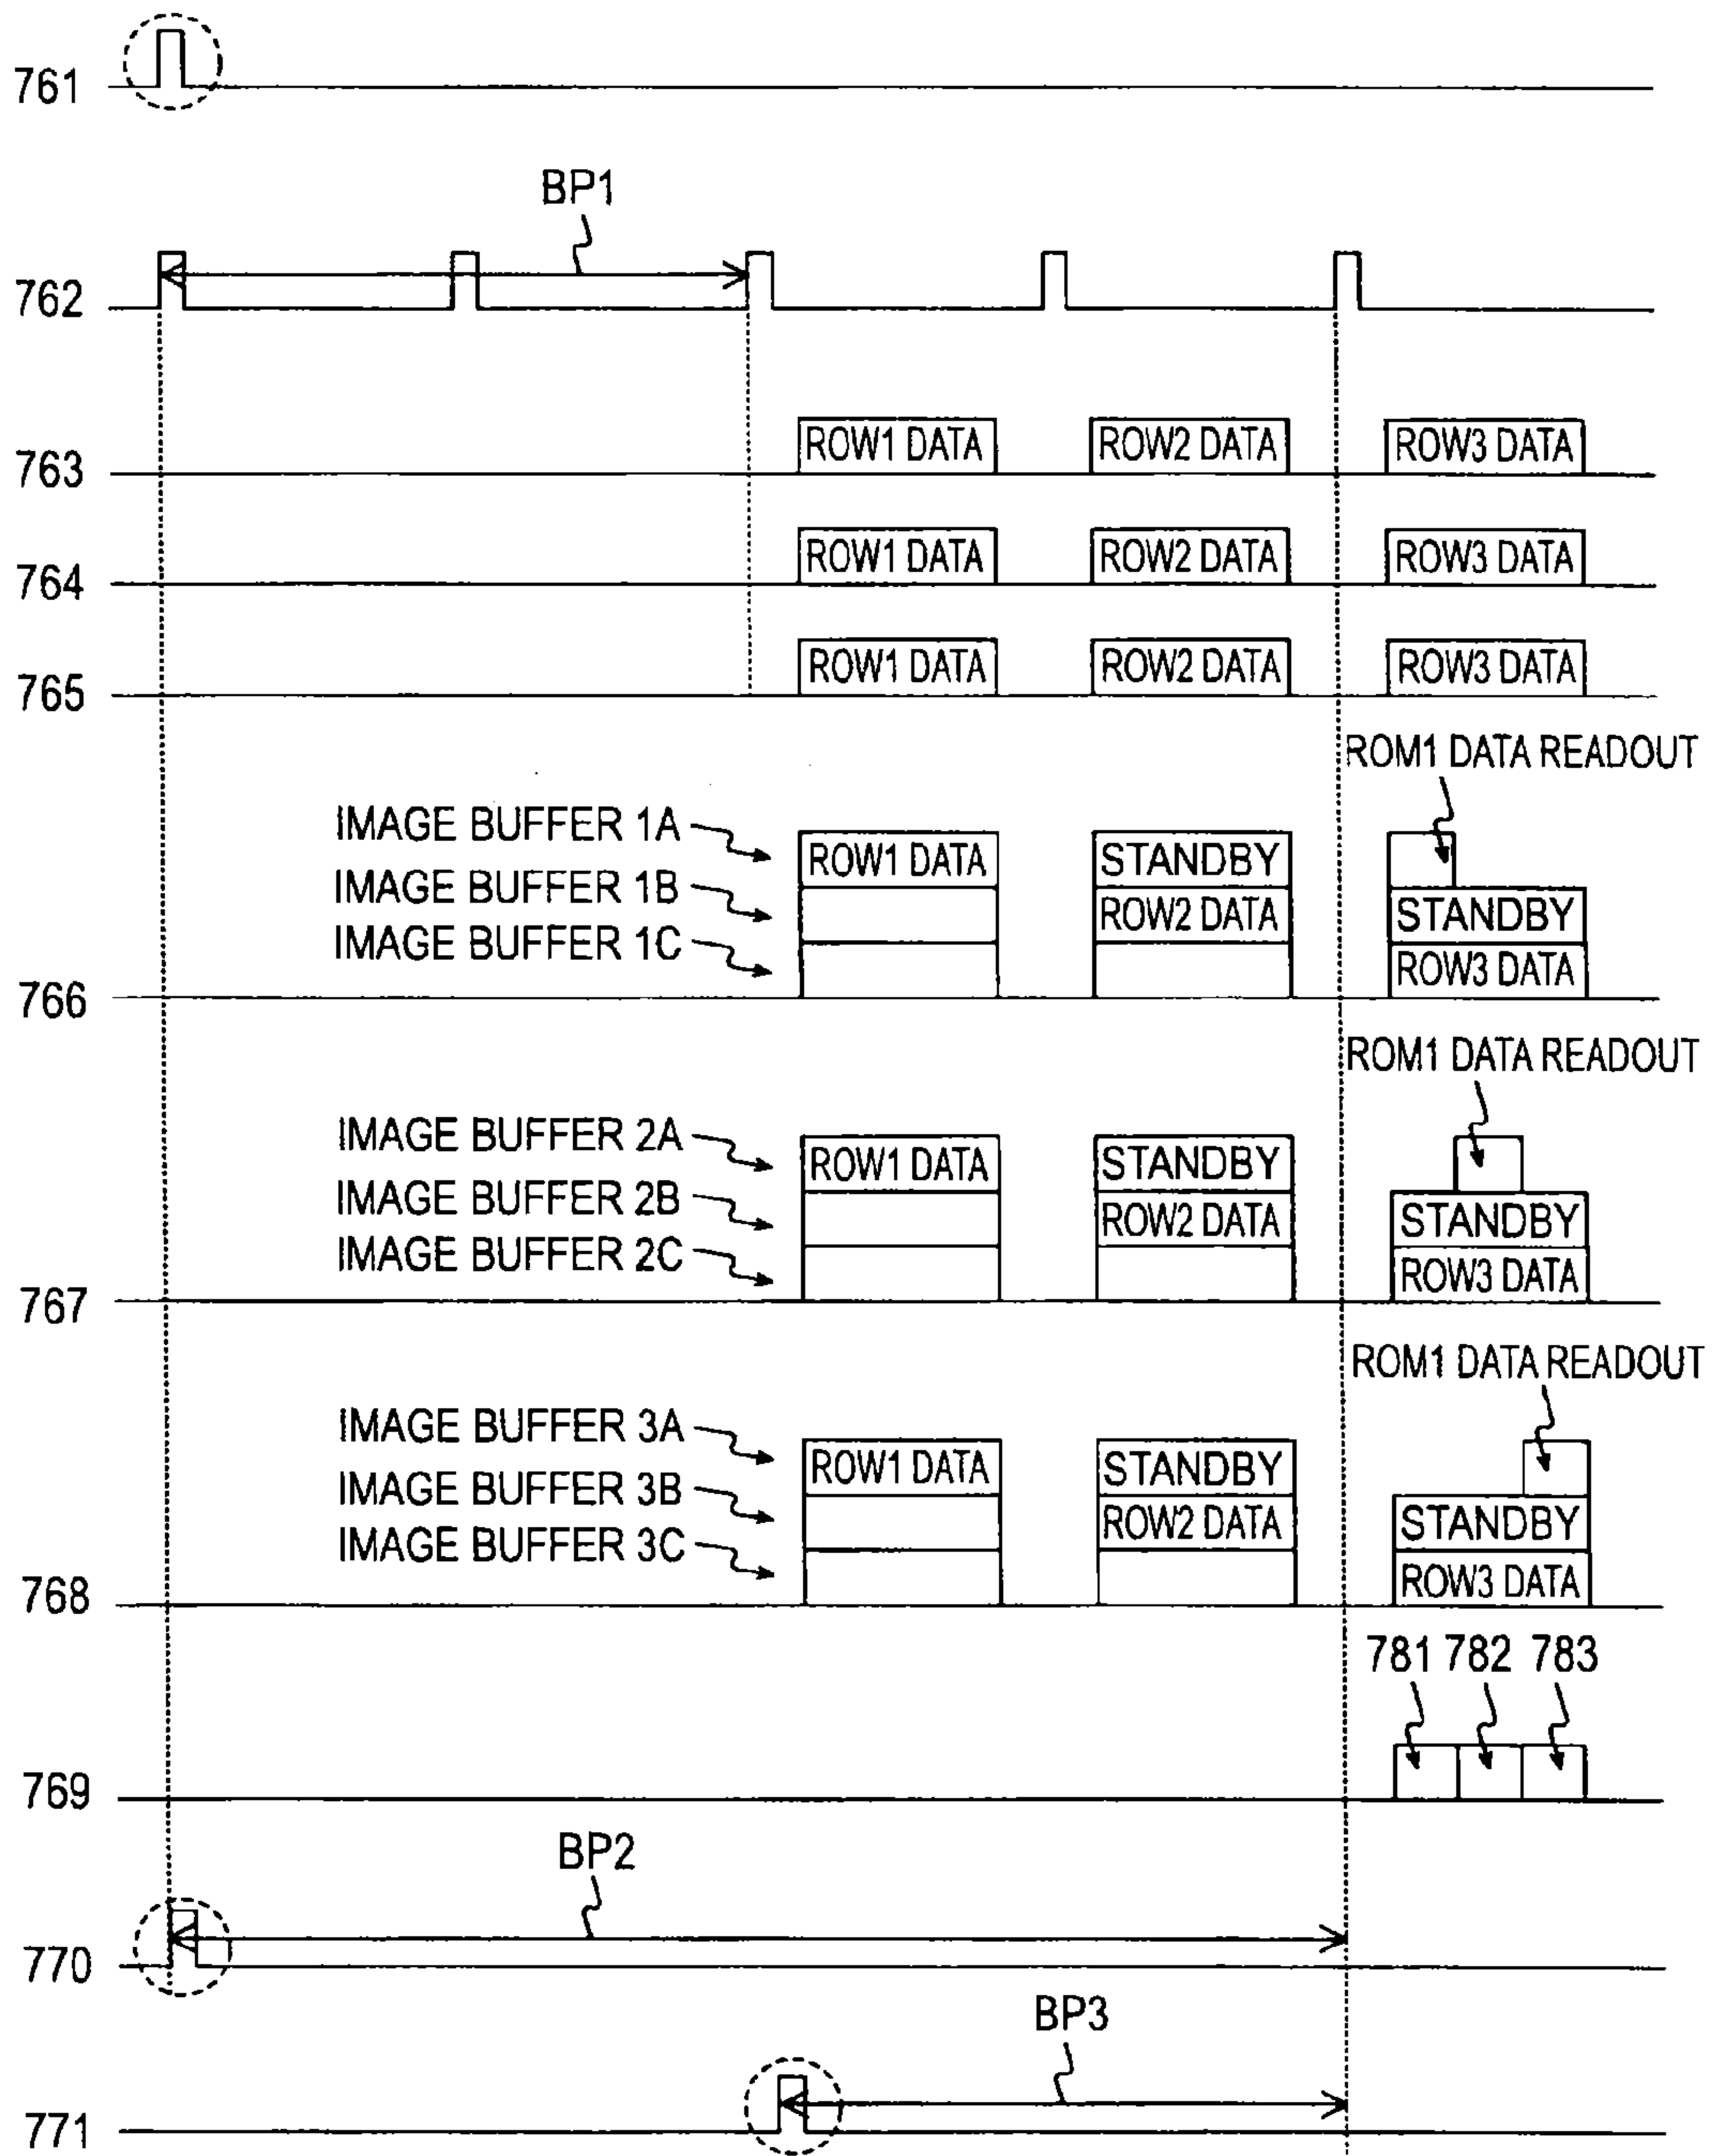 761
BP1
762
ROW1 DATA ROW2 DATA ROW3 DATA
763
ROW1 DATA ROW2 DATA ROW3 DATA
764
ROW1 DATA ROW2 DATA ROW3 DATA
765
ROM1 DATA READOUT
IMAGE BUFFER 1A ROW1 DATA STANDBY
IMAGE BUFFER 1B ROW2 DATA STANDBY
IMAGE BUFFER 1C ROW3 DATA
766
ROM1 DATA READOUT
IMAGE BUFFER 2A ROW1 DATA STANDBY
IMAGE BUFFER 2B ROW2 DATA STANDBY
IMAGE BUFFER 2C ROW3 DATA
767
ROM1 DATA READOUT
IMAGE BUFFER 3A ROW1 DATA STANDBY
IMAGE BUFFER 3B ROW2 DATA STANDBY
IMAGE BUFFER 3C ROW3 DATA
768
781 782 783
769
BP2
770
BP3
771